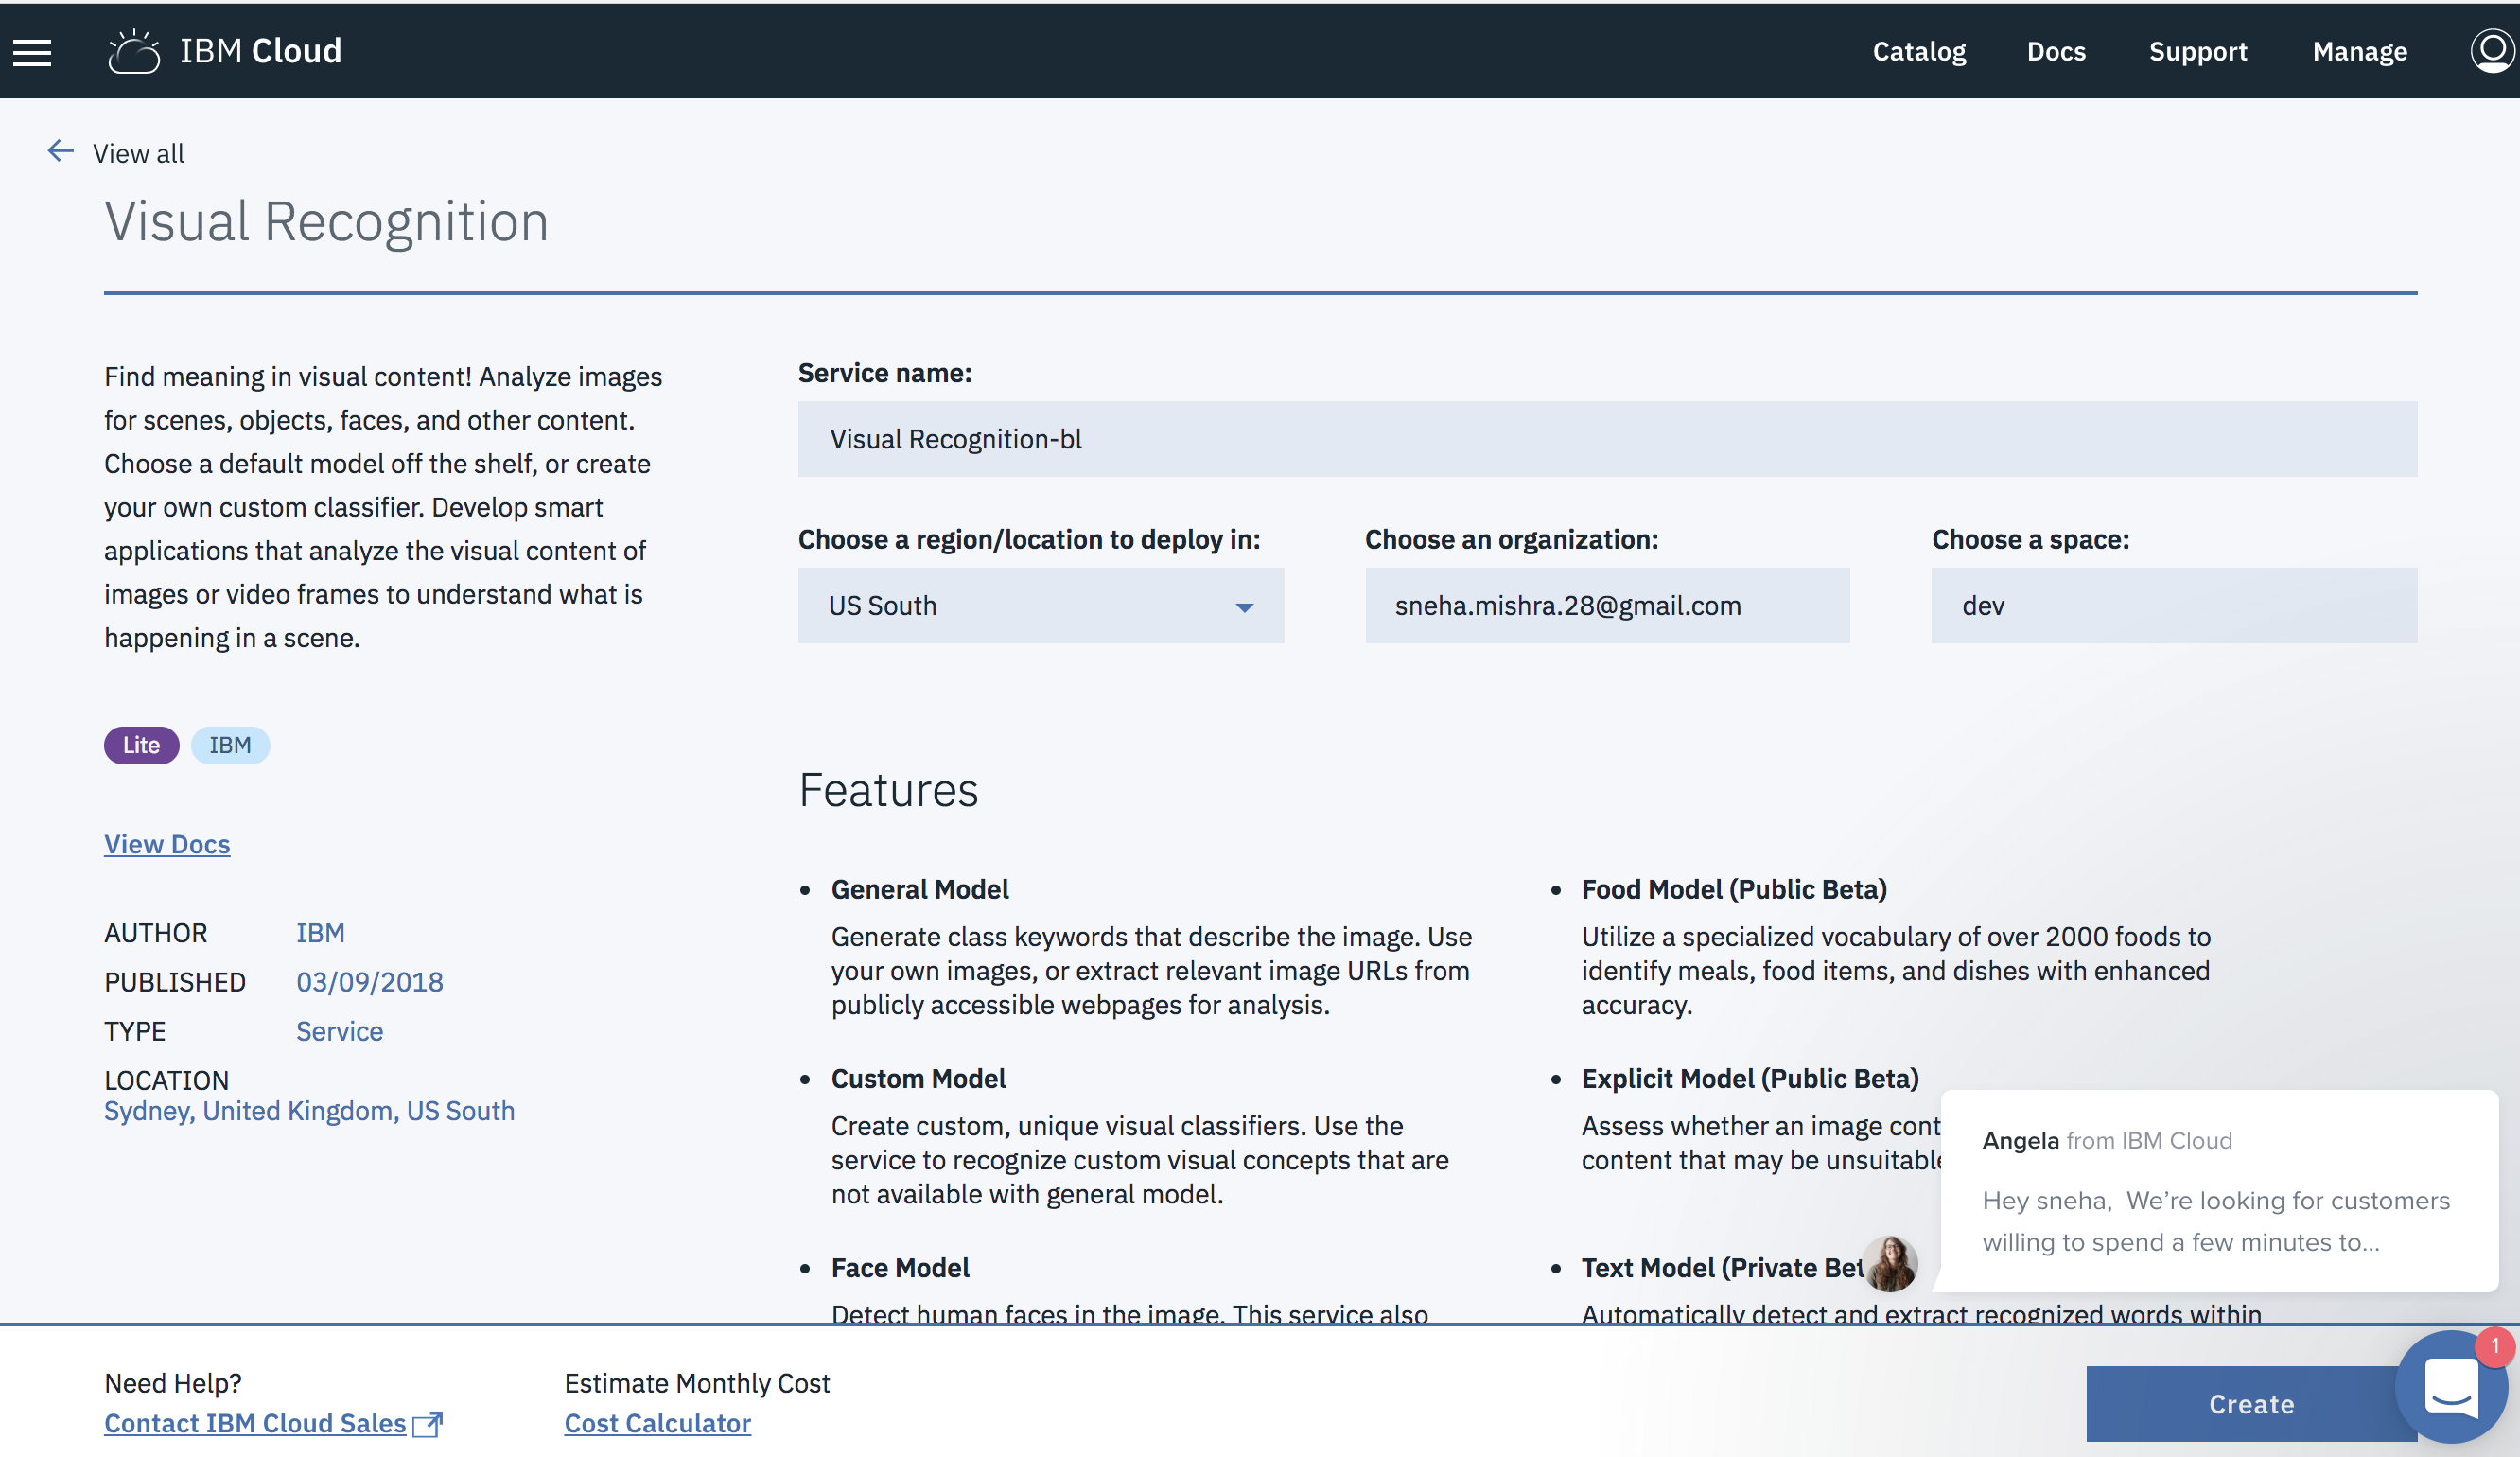 IBM Cloud
Catalog
Docs
Support
Manage
View all
Visual Recognition
Find meaning in visual content! Analyze images
for scenes, objects, faces, and other content.
Choose a default model off the shelf, or create
your own custom classifier. Develop smart
applications that analyze the visual content of
images or video frames to understand what is
happening in a scene.
Lite
IBM
View Docs
AUTHOR IBM
PUBLISHED 03/09/2018
TYPE Service
LOCATION
Sydney, United Kingdom, US South
Service name:
Visual Recognition-bl
Choose a region/location to deploy in:
US South
Choose an organization:
sneha.mishra.28@gmail.com
Choose a space:
dev
Features
General Model
Generate class keywords that describe the image. Use
your own images, or extract relevant image URLs from
publicly accessible webpages for analysis.
Custom Model
Create custom, unique visual classifiers. Use the
service to recognize custom visual concepts that are
not available with general model.
Face Model
Detect human faces in the image. This service also
Food Model (Public Beta)
Utilize a specialized vocabulary of over 2000 foods to
identify meals, food items, and dishes with enhanced
accuracy.
Explicit Model (Public Beta)
Assess whether an image cont
content that may be unsuitable
Text Model (Private Bet
Automatically detect and extract recognized words within
Angela from IBM Cloud
Hey sneha, We’re looking for customers
willing to spend a few minutes to...
1
Need Help?
Contact IBM Cloud Sales
Estimate Monthly Cost
Cost Calculator
Create